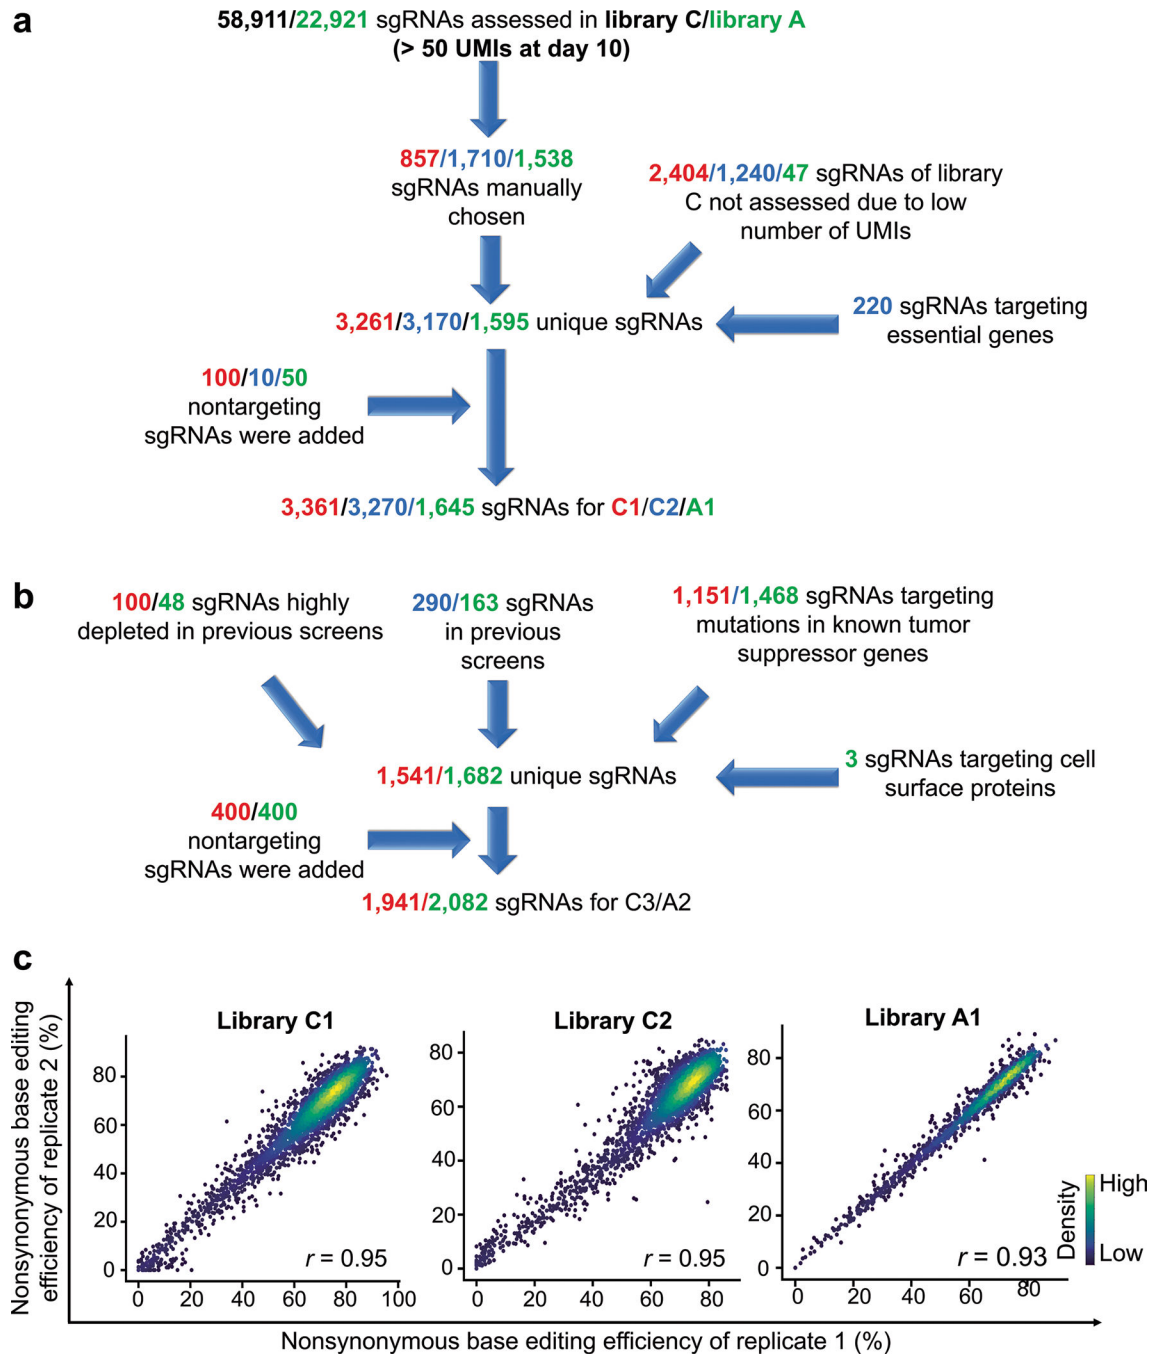 a
58,911/22,921 sgRNAs assessed in library C/library A
(> 50 UMIs at day 10)
857/1,710/1,538
sgRNAs manually
chosen
2,404/1,240/47 sgRNAs of library
C not assessed due to low
number of UMIs
3,261/3,170/1,595 unique sgRNAs
220 sgRNAs targeting
essential genes
100/10/50
nontargeting
sgRNAs were added
3,361/3,270/1,645 sgRNAs for C1/C2/A1
b
100/48 sgRNAs highly
depleted in previous screens
290/163 sgRNAs
in previous
screens
1,151/1,468 sgRNAs targeting
mutations in known tumor
suppressor genes
1,541/1,682 unique sgRNAs
3 sgRNAs targeting cell
surface proteins
400/400
nontargeting
sgRNAs were added
1,941/2,082 sgRNAs for C3/A2
c
Nonsynonymous base editing
efficiency of replicate 2 (%)
Library C1
80
60
40
20
0
r = 0.95
0 20 40 60 80 100
Library C2
80
60
40
20
0
r = 0.95
0 20 40 60 80
Library A1
80
60
40
20
0
r = 0.93
0 20 40 60 80
Density
High
Low
Nonsynonymous base editing efficiency of replicate 1 (%)